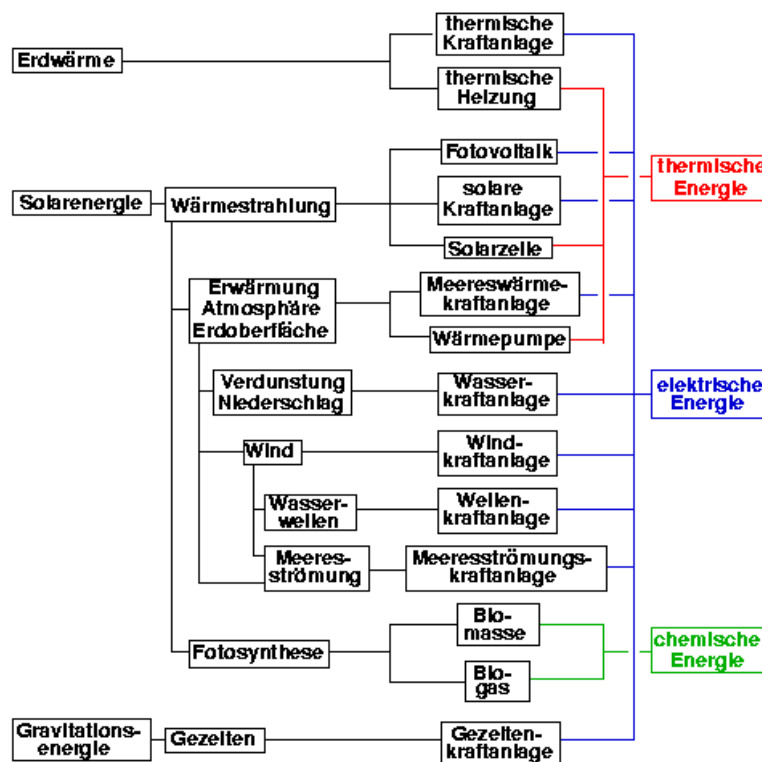 thermische
Kraftanlage
Erdwärme
thermische
Heizung
Fotovoltaik
thermische
Energie
solare
Kraftanlage
Solarenergie
Wärmestrahlung
Solarzelle
Erwärmung
Atmosphäre
Erdoberfläche
Meereswärme-
kraftanlage
Wärmepumpe
Verdunstung
Niederschlag
Wasser-
kraftanlage
elektrische
Energie
Wind
Wind-
kraftanlage
Wasser-
wellen
Wellen-
kraftanlage
Meeres-
strömung
Meeresströmungs-
kraftanlage
Bio-
masse
Fotosynthese
chemische
Energie
Bio-
gas
Gravitations-
energie
Gezeiten
Gezeiten-
kraftanlage